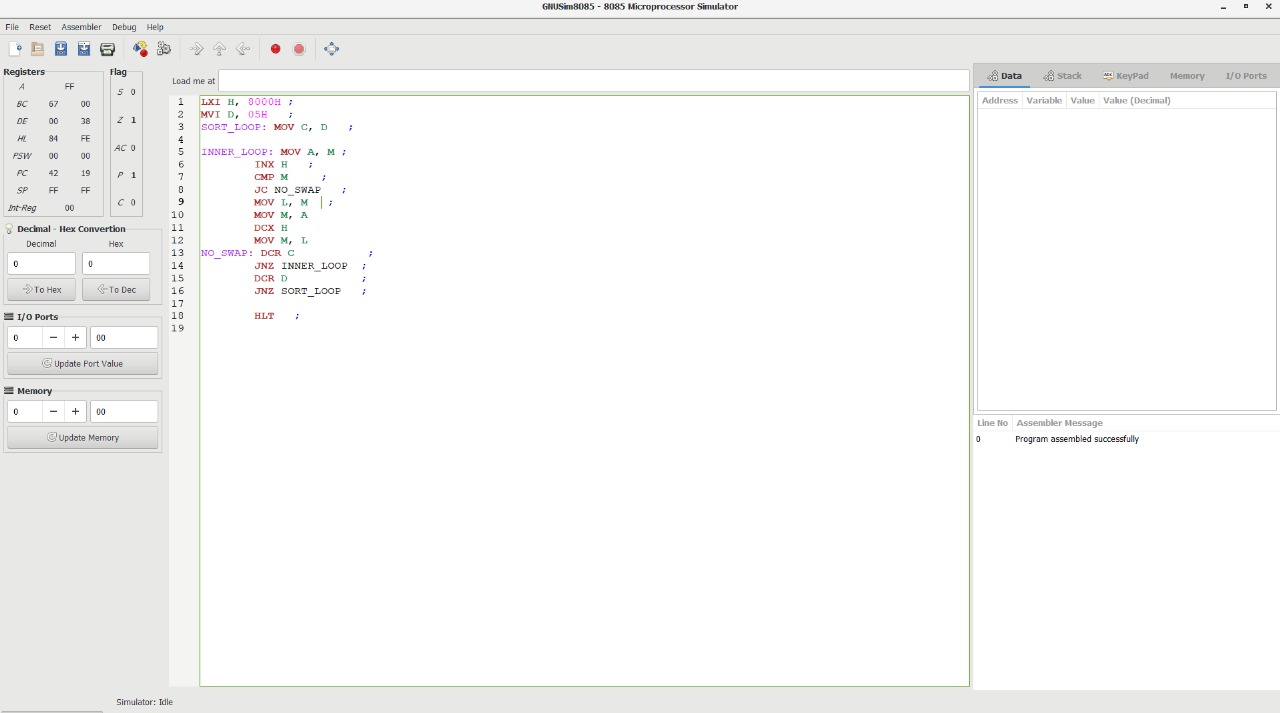 GNUSim8085 - 8085 Microprocessor Simulator
File Reset Assembler Debug Help
Registers
A FF
BC 67 00
DE 00 38
HL 84 FE
PSW 00 00
PC 42 19
SP FF FF
Int-Reg 00
Flag
S 0
Z 1
AC 0
P 1
C 0
Decimal - Hex Convertion
Decimal Hex
0 0
To Hex To Dec
I/O Ports
0 − + 00
Update Port Value
Memory
0 − + 00
Update Memory
Load me at
1 LXI H, 8000H ;
2 MVI D, 05H ;
3 SORT_LOOP: MOV C, D ;
4
5 INNER_LOOP: MOV A, M ;
6 INX H ;
7 CMP M ;
8 JC NO_SWAP ;
9 MOV L, M ;
10 MOV M, A
11 DCX H
12 MOV M, L
13 NO_SWAP: DCR C ;
14 JNZ INNER_LOOP ;
15 DCR D ;
16 JNZ SORT_LOOP ;
17
18 HLT ;
19
Data Stack KeyPad Memory I/O Ports
Address Variable Value Value (Decimal)
Line No Assembler Message
0 Program assembled successfully
Simulator: Idle